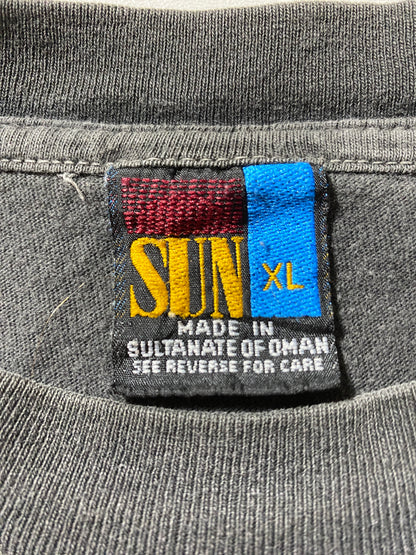 SUN
XL
MADE IN
SULTANATE OF OMAN
SEE REVERSE FOR CARE